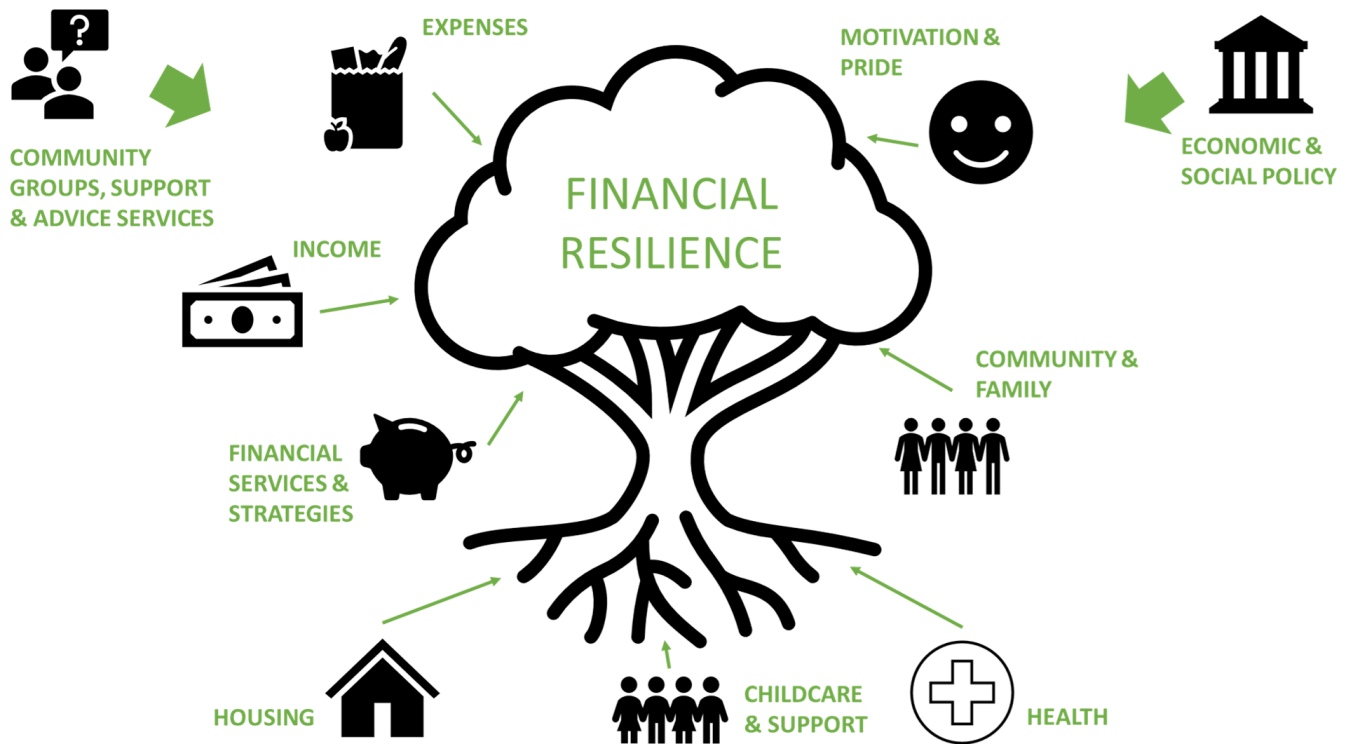 ?
EXPENSES
MOTIVATION &
PRIDE
COMMUNITY
GROUPS, SUPPORT
& ADVICE SERVICES
ECONOMIC &
SOCIAL POLICY
FINANCIAL
RESILIENCE
INCOME
COMMUNITY &
FAMILY
FINANCIAL
SERVICES &
STRATEGIES
HOUSING
CHILDCARE
& SUPPORT
HEALTH